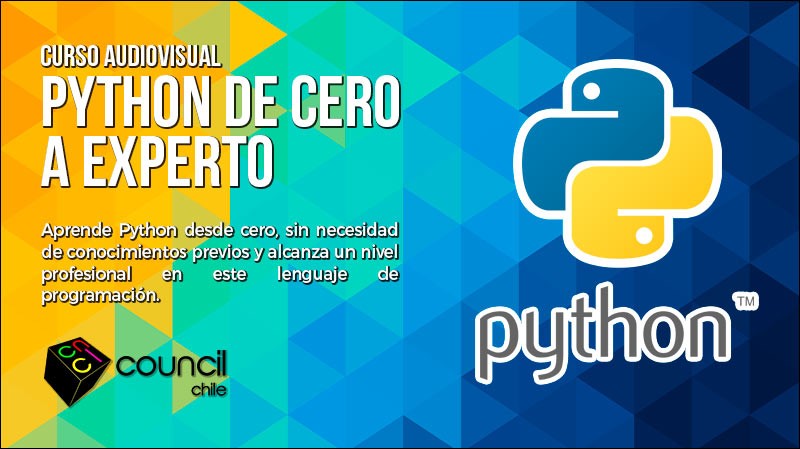 CURSO AUDIOVISUAL
PYTHON DE CERO
A EXPERTO
Aprende Python desde cero, sin necesidad
de conocimientos previos y alcanza un nivel
profesional en este lenguaje de
programación.
council
chile
python
TM